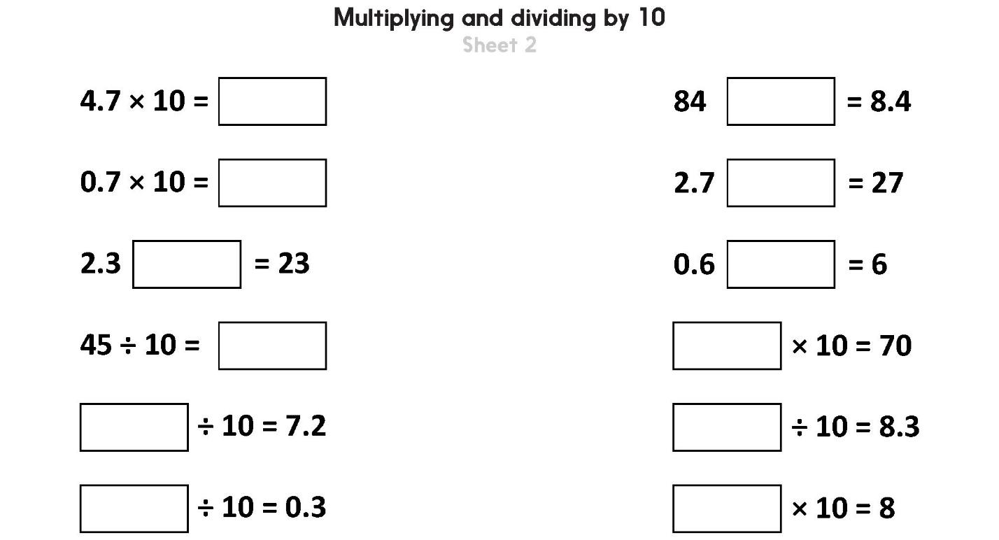 Multiplying and dividing by 10
Sheet 2
4.7 × 10 =
0.7 × 10 =
2.3 = 23
45 ÷ 10 =
÷ 10 = 7.2
÷ 10 = 0.3
84 = 8.4
2.7 = 27
0.6 = 6
× 10 = 70
÷ 10 = 8.3
× 10 = 8